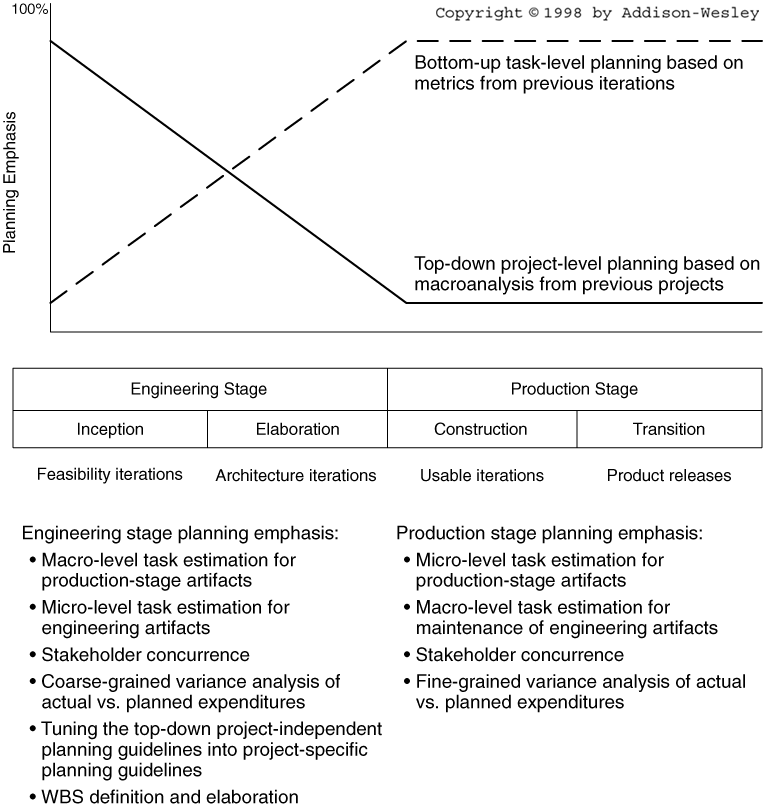 100%
Copyright © 1998 by Addison-Wesley
Bottom-up task-level planning based on
metrics from previous iterations
Planning Emphasis
Top-down project-level planning based on
macroanalysis from previous projects
Engineering Stage
Production Stage
Inception
Elaboration
Construction
Transition
Feasibility iterations
Architecture iterations
Usable iterations
Product releases
Engineering stage planning emphasis:
• Macro-level task estimation for
production-stage artifacts
• Micro-level task estimation for
engineering artifacts
• Stakeholder concurrence
• Coarse-grained variance analysis of
actual vs. planned expenditures
• Tuning the top-down project-independent
planning guidelines into project-specific
planning guidelines
• WBS definition and elaboration
Production stage planning emphasis:
• Micro-level task estimation for
production-stage artifacts
• Macro-level task estimation for
maintenance of engineering artifacts
• Stakeholder concurrence
• Fine-grained variance analysis of actual
vs. planned expenditures